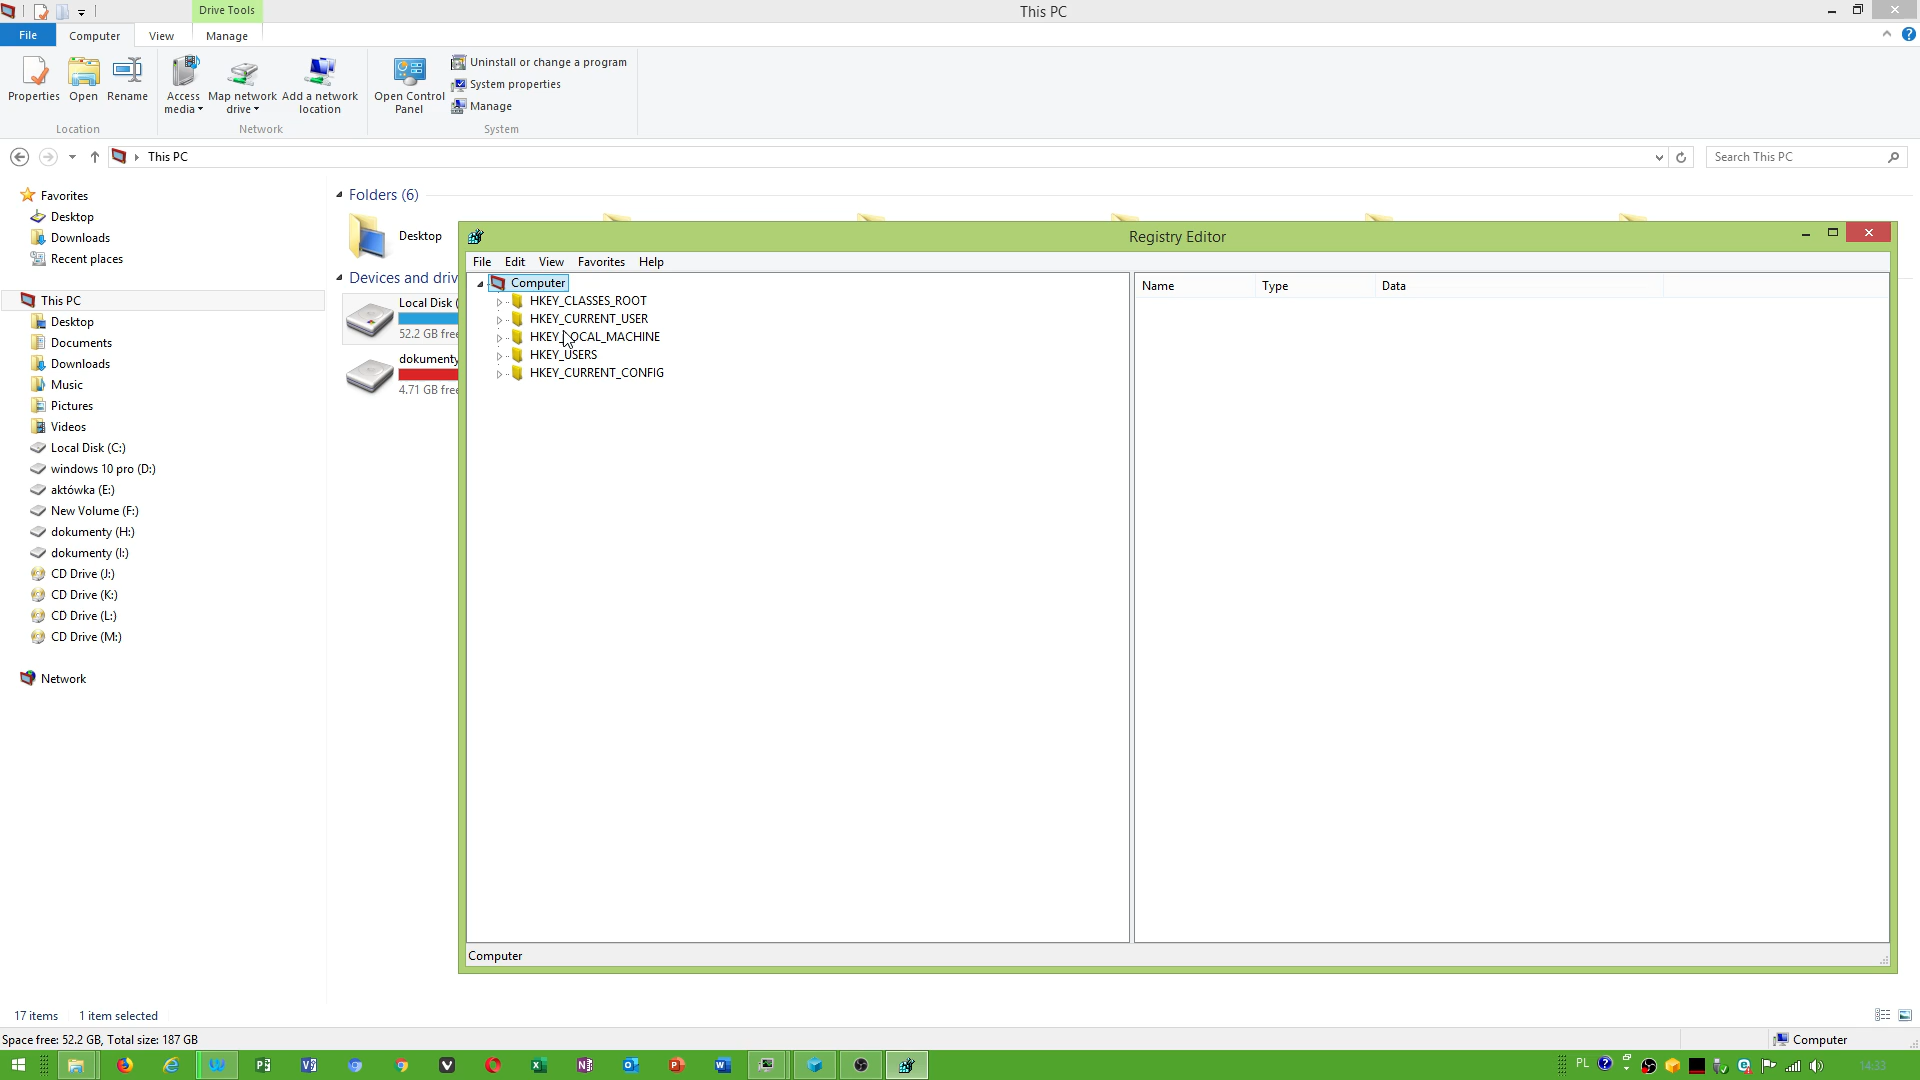 Drive Tools
This PC
File
Computer
View
Manage
Properties
Open
Rename
Access media
Map network drive
Add a network location
Open Control Panel
Uninstall or change a program
System properties
Manage
Location
Network
System
This PC
Search This PC
Favorites
Desktop
Downloads
Recent places
This PC
Desktop
Documents
Downloads
Music
Pictures
Videos
Local Disk (C:)
windows 10 pro (D:)
aktówka (E:)
New Volume (F:)
dokumenty (H:)
dokumenty (I:)
CD Drive (J:)
CD Drive (K:)
CD Drive (L:)
CD Drive (M:)
Network
Folders (6)
Desktop
Devices and driv
Local Disk (
52.2 GB free
dokumenty
4.71 GB free
Registry Editor
File Edit View Favorites Help
Computer
HKEY_CLASSES_ROOT
HKEY_CURRENT_USER
HKEY_LOCAL_MACHINE
HKEY_USERS
HKEY_CURRENT_CONFIG
Name Type Data
Computer
17 items 1 item selected
Space free: 52.2 GB, Total size: 187 GB
Computer
PL
14:33